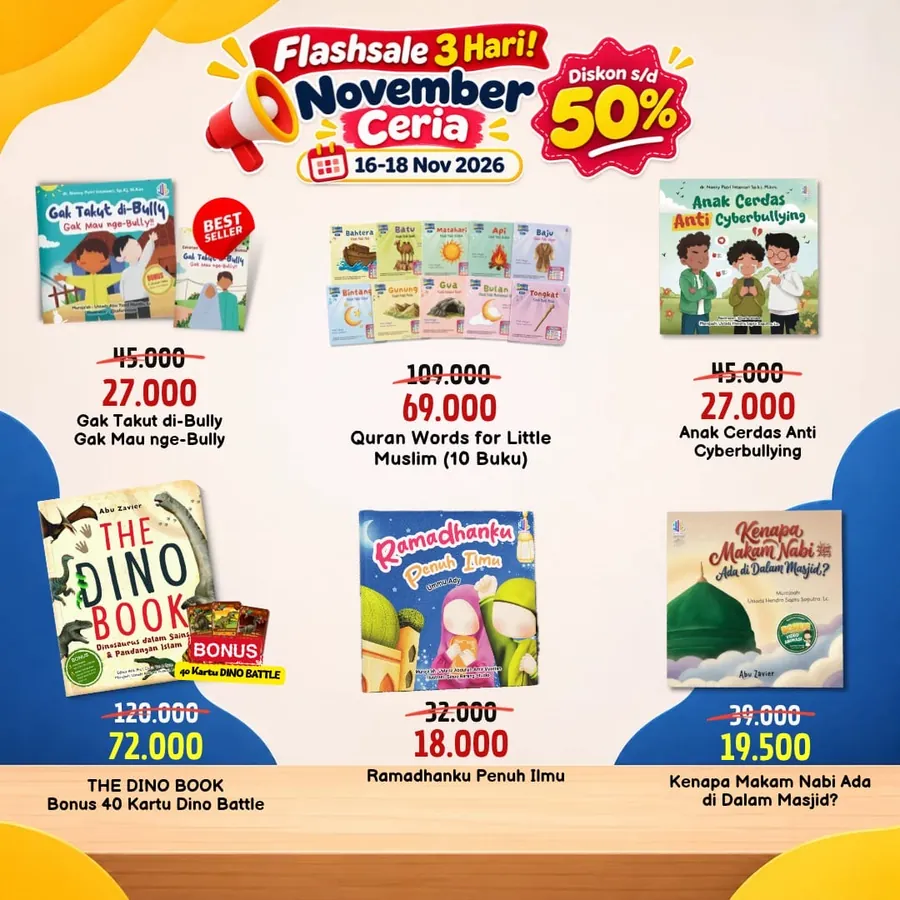 Flashsale 3 Hari!
November
Ceria
16-18 Nov 2026
Diskon s/d
50%
Gak Takut di-Bully
Gak Mau nge-Bully!!
BONUS
BEST
SELLER
45.000
27.000
Gak Takut di-Bully
Gak Mau nge-Bully
Bahtera
Batu
Matahari
Api
Baju
Bintang
Gunung
Gua
Bulan
Tongkat
109.000
69.000
Quran Words for Little
Muslim (10 Buku)
Anak Cerdas
Anti Cyberbullying
45.000
27.000
Anak Cerdas Anti
Cyberbullying
Abu Zavier
THE
DINO
BOOK
Dinosaurus dalam Sains
& Pandangan Islam
BONUS
BONUS
40 Kartu DINO BATTLE
120.000
72.000
THE DINO BOOK
Bonus 40 Kartu Dino Battle
Ramadhanku
Penuh Ilmu
Ummu Ady
32.000
18.000
Ramadhanku Penuh Ilmu
Kenapa
Makam Nabi ﷺ
Ada di Dalam Masjid?
Abu Zavier
39.000
19.500
Kenapa Makam Nabi Ada
di Dalam Masjid?